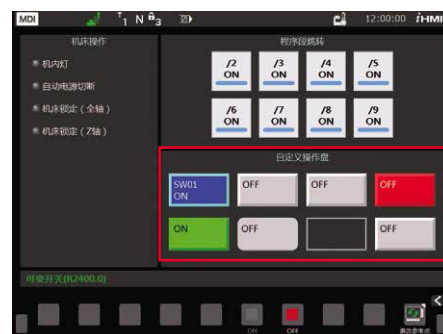 MDI T1 N 3 12:00:00 iHMI
机床操作
机内灯
自动电源切断
机床锁定（全轴）
机床锁定（Z轴）
程序段跳转
/2 ON /3 ON /4 ON /5 ON
/6 ON /7 ON /8 ON /9 ON
自定义操作盘
SW01 ON OFF OFF OFF
ON OFF OFF
可变开关(R2400.0)
ON OFF